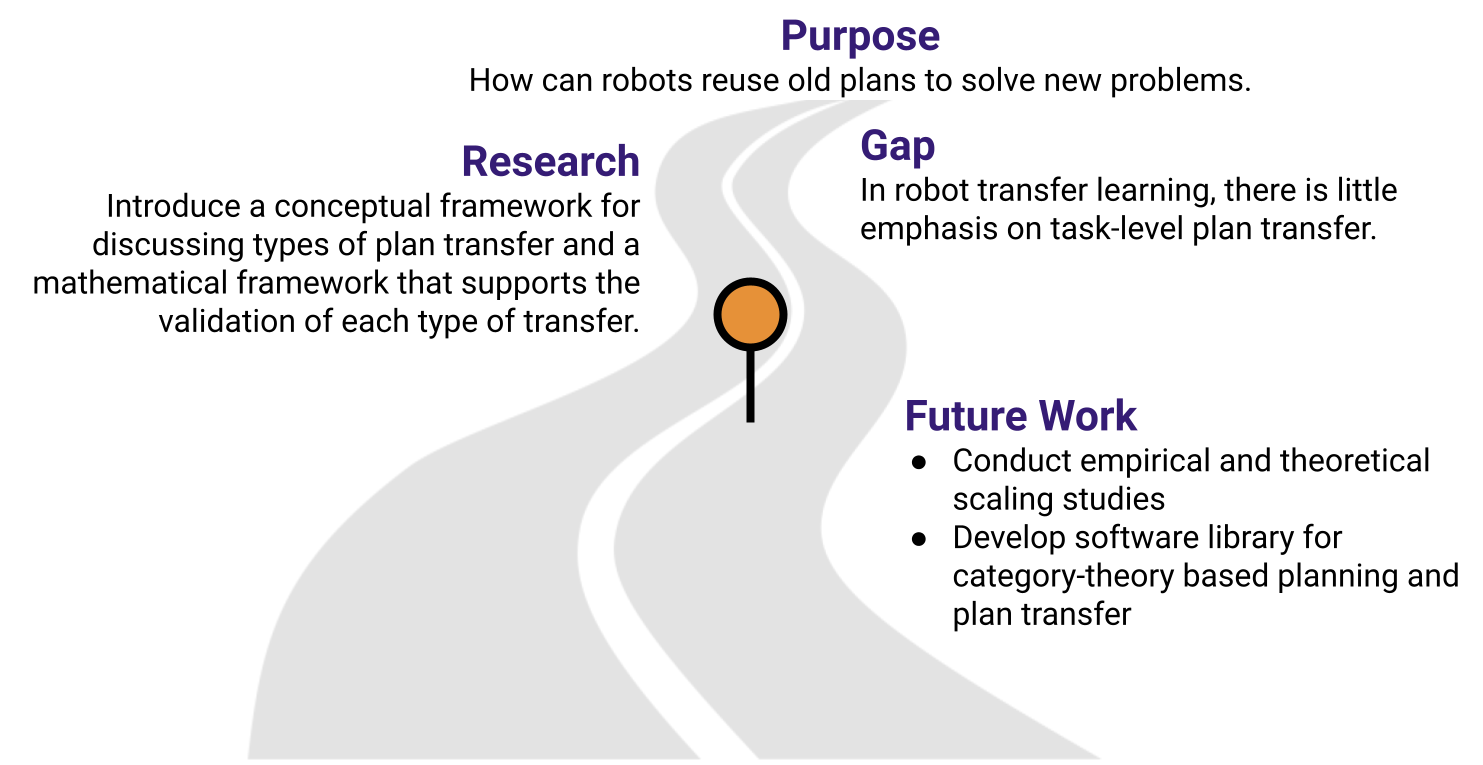 Purpose
How can robots reuse old plans to solve new problems.
Research
Introduce a conceptual framework for
discussing types of plan transfer and a
mathematical framework that supports the
validation of each type of transfer.
Gap
In robot transfer learning, there is little
emphasis on task-level plan transfer.
Future Work
● Conduct empirical and theoretical
scaling studies
● Develop software library for
category-theory based planning and
plan transfer